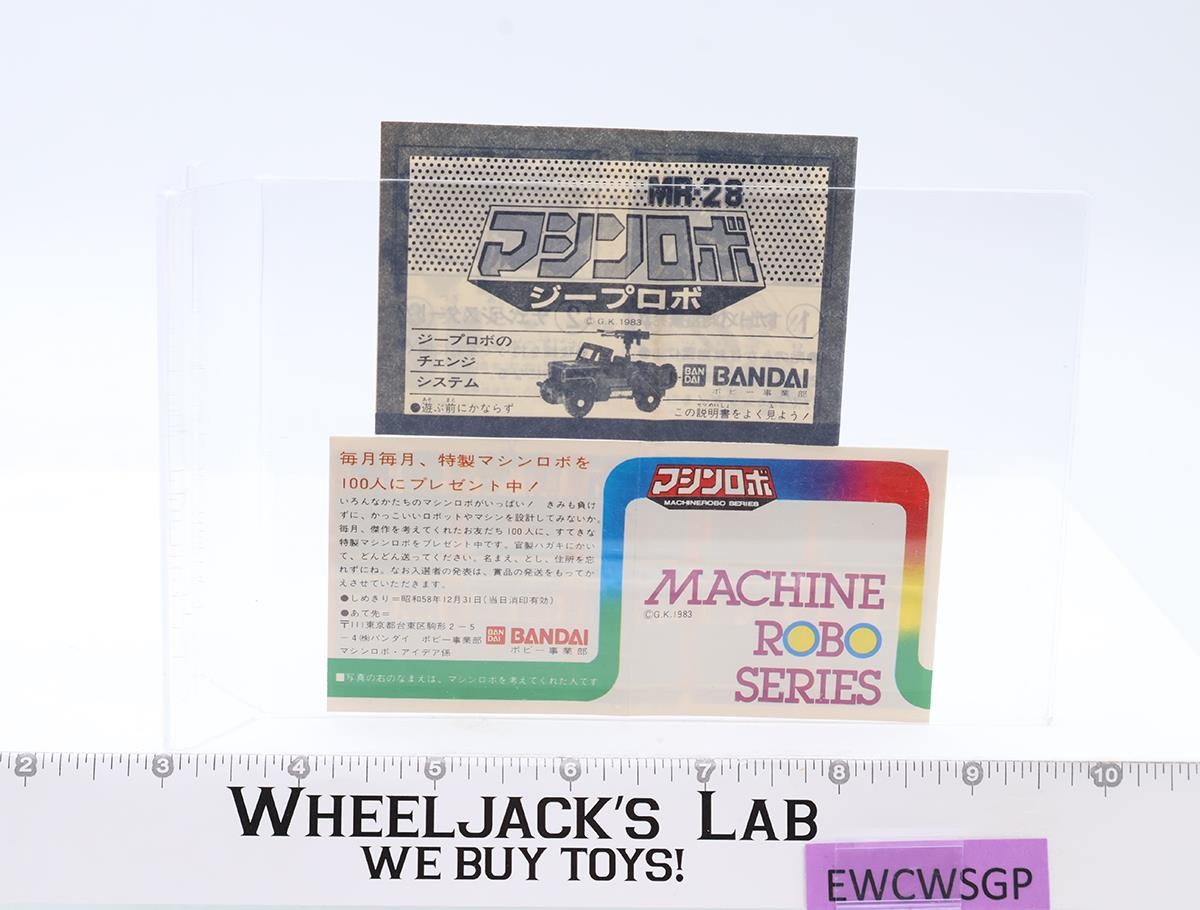 MR-28
マシンロボ
ジープロボ
©G.K.1983
ジープロボの
チェンジ
システム
BAN
DAI
BANDAI
ホビー事業部
●遊ぶ前にかならず
この説明書をよく見よう!
毎月毎月、特製マシンロボを
100人にプレゼント中!
いろんなかたちのマシンロボがいっぱい! きみも負け
ずに、かっこいいロボットやマシンを設計してみないか。
毎月、傑作を考えてくれたお友だち100人に、すてきな
特製マシンロボをプレゼント中です。官製ハガキにかい
て、どんどん送ってください。名まえ、とし、住所を忘
れずにね。なお入選者の発表は、賞品の発送をもってか
えさせていただきます。
●しめきり=昭和58年12月31日(当日消印有効)
●あて先=
〒111東京都台東区駒形2-5
-4㈱バンダイ ホビー事業部
マシンロボ・アイデア係
BAN
DAI
BANDAI
ホビー事業部
■写真の右のなまえは、マシンロボを考えてくれた人です
マシンロボ
MACHINEROBO SERIES
MACHINE
©G.K.1983
ROBO
SERIES
2 3 4 5 6 7 8 9 10
WHEELJACK'S LAB
WE BUY TOYS!
EWCWSGP